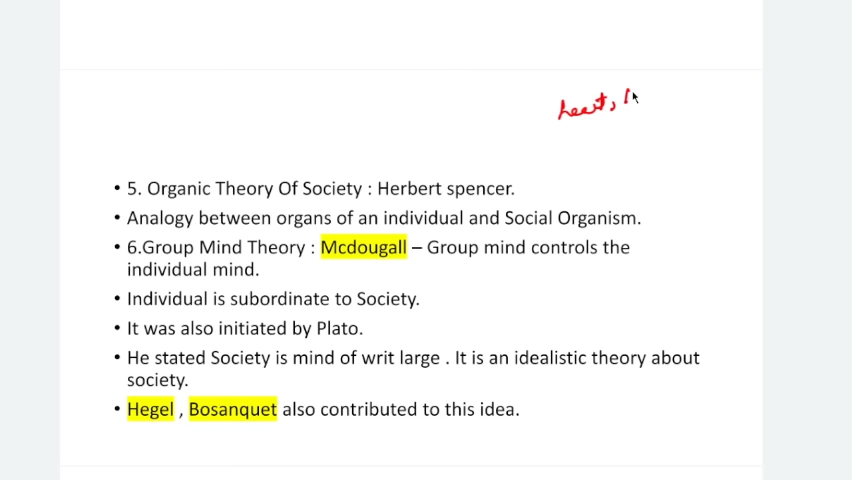 heart,
• 5. Organic Theory Of Society : Herbert spencer.
• Analogy between organs of an individual and Social Organism.
• 6.Group Mind Theory : Mcdougall – Group mind controls the
individual mind.
• Individual is subordinate to Society.
• It was also initiated by Plato.
• He stated Society is mind of writ large . It is an idealistic theory about
society.
• Hegel , Bosanquet also contributed to this idea.